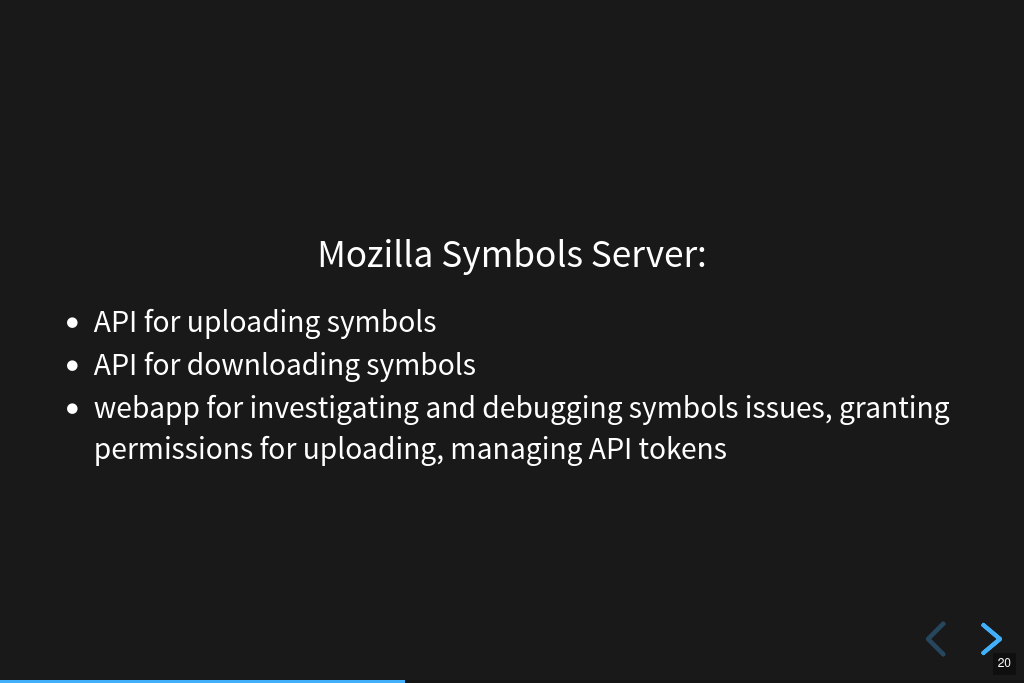 Mozilla Symbols Server:
• API for uploading symbols
• API for downloading symbols
• webapp for investigating and debugging symbols issues, granting
permissions for uploading, managing API tokens
20